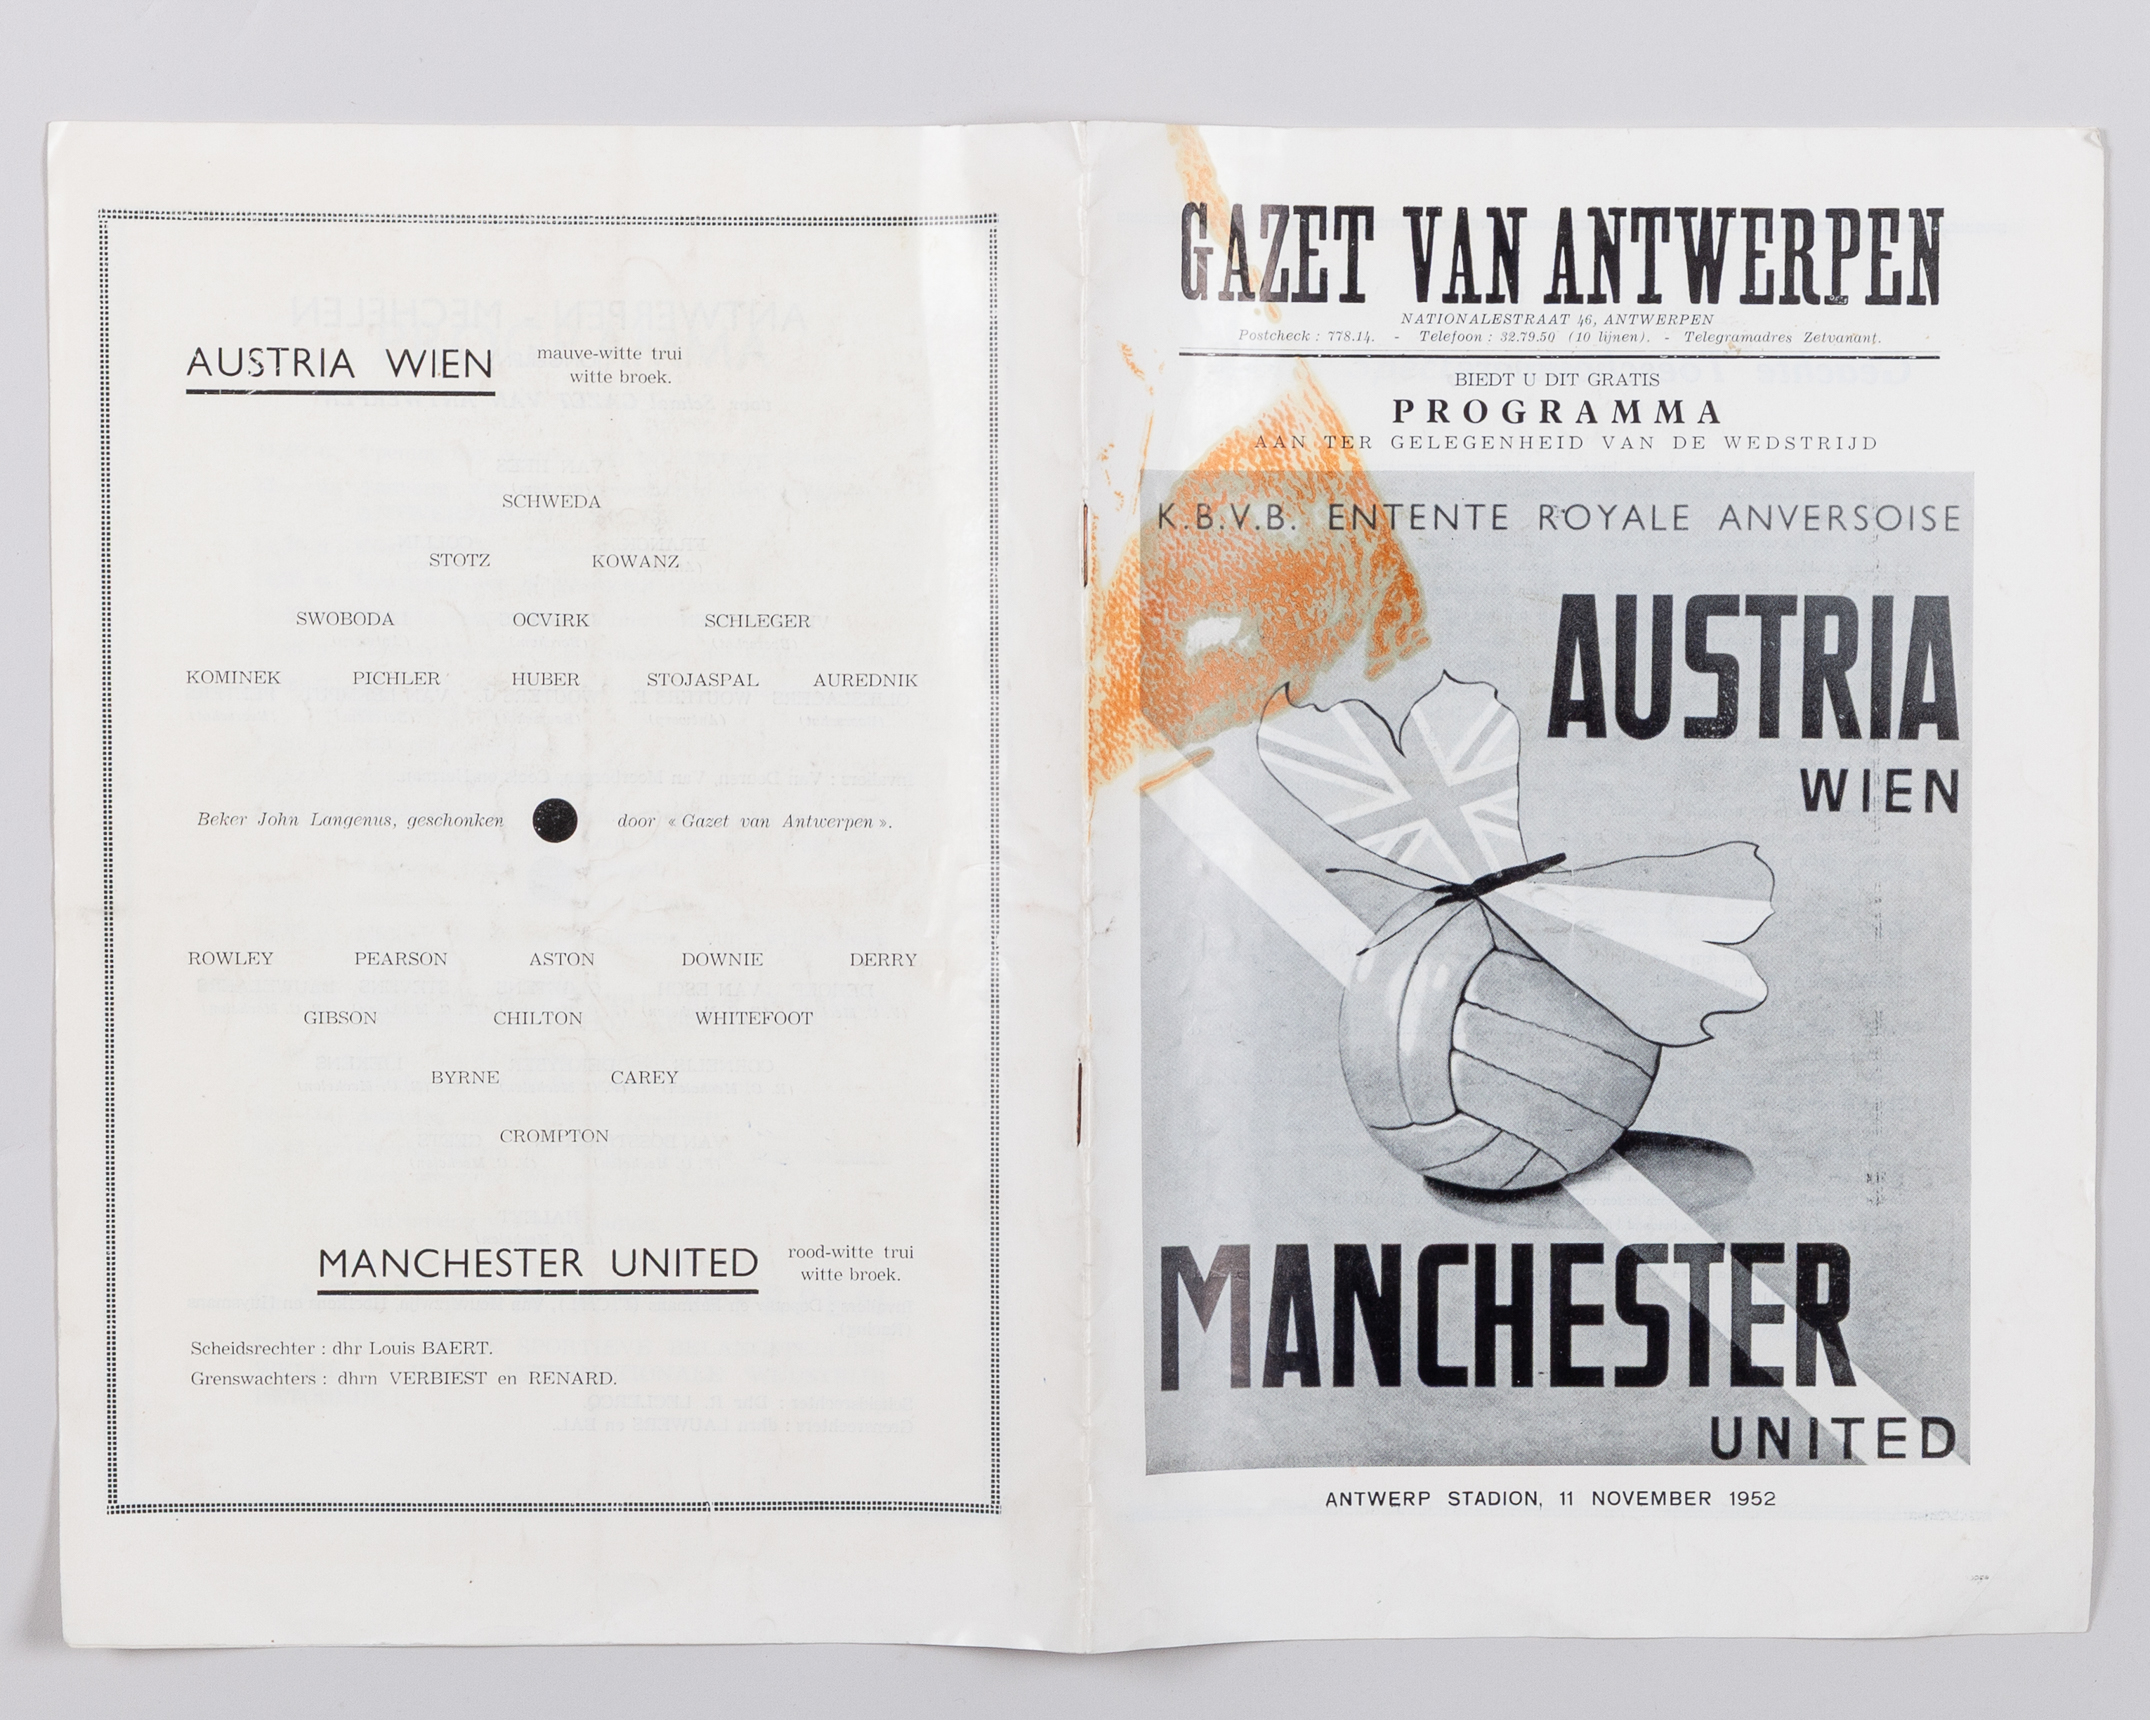 AUSTRIA WIEN
mauve-witte trui
witte broek.
SCHWEDA
STOTZ KOWANZ
SWOBODA OCVIRK SCHLEGER
KOMINEK PICHLER HUBER STOJASPAL AUREDNIK
Beker John Langenus, geschonken door « Gazet van Antwerpen ».
ROWLEY PEARSON ASTON DOWNIE DERRY
GIBSON CHILTON WHITEFOOT
BYRNE CAREY
CROMPTON
MANCHESTER UNITED
rood-witte trui
witte broek.
Scheidsrechter : dhr Louis BAERT.
Grenswachters : dhrn VERBIEST en RENARD.
GAZET VAN ANTWERPEN
NATIONALESTRAAT 46, ANTWERPEN
Postcheck : 778.14. - Telefoon : 32.79.50 (10 lijnen). - Telegramadres Zetvanant.
BIEDT U DIT GRATIS
PROGRAMMA
AAN TER GELEGENHEID VAN DE WEDSTRIJD
K.B.V.B. ENTENTE ROYALE ANVERSOISE
AUSTRIA
WIEN
MANCHESTER
UNITED
ANTWERP STADION, 11 NOVEMBER 1952